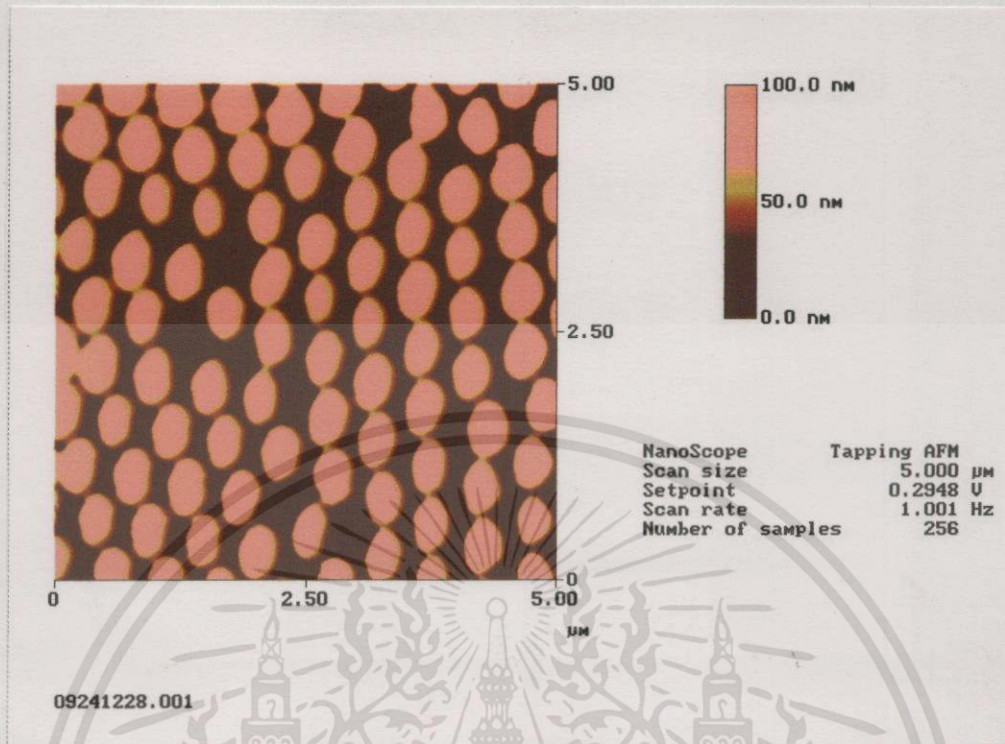 5.00
100.0 nm
50.0 nm
2.50
0.0 nm
NanoScope Tapping AFM
Scan size 5.000 µm
Setpoint 0.2948 V
Scan rate 1.001 Hz
Number of samples 256
0
0 2.50 5.00
µm
09241228.001